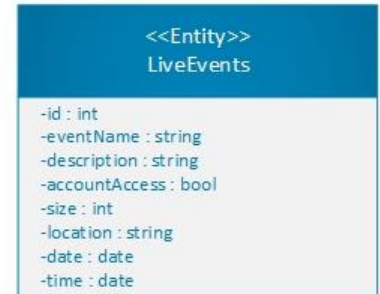 <<Entity>>
LiveEvents
-id : int
-eventName : string
-description : string
-accountAccess : bool
-size : int
-location : string
-date : date
-time : date